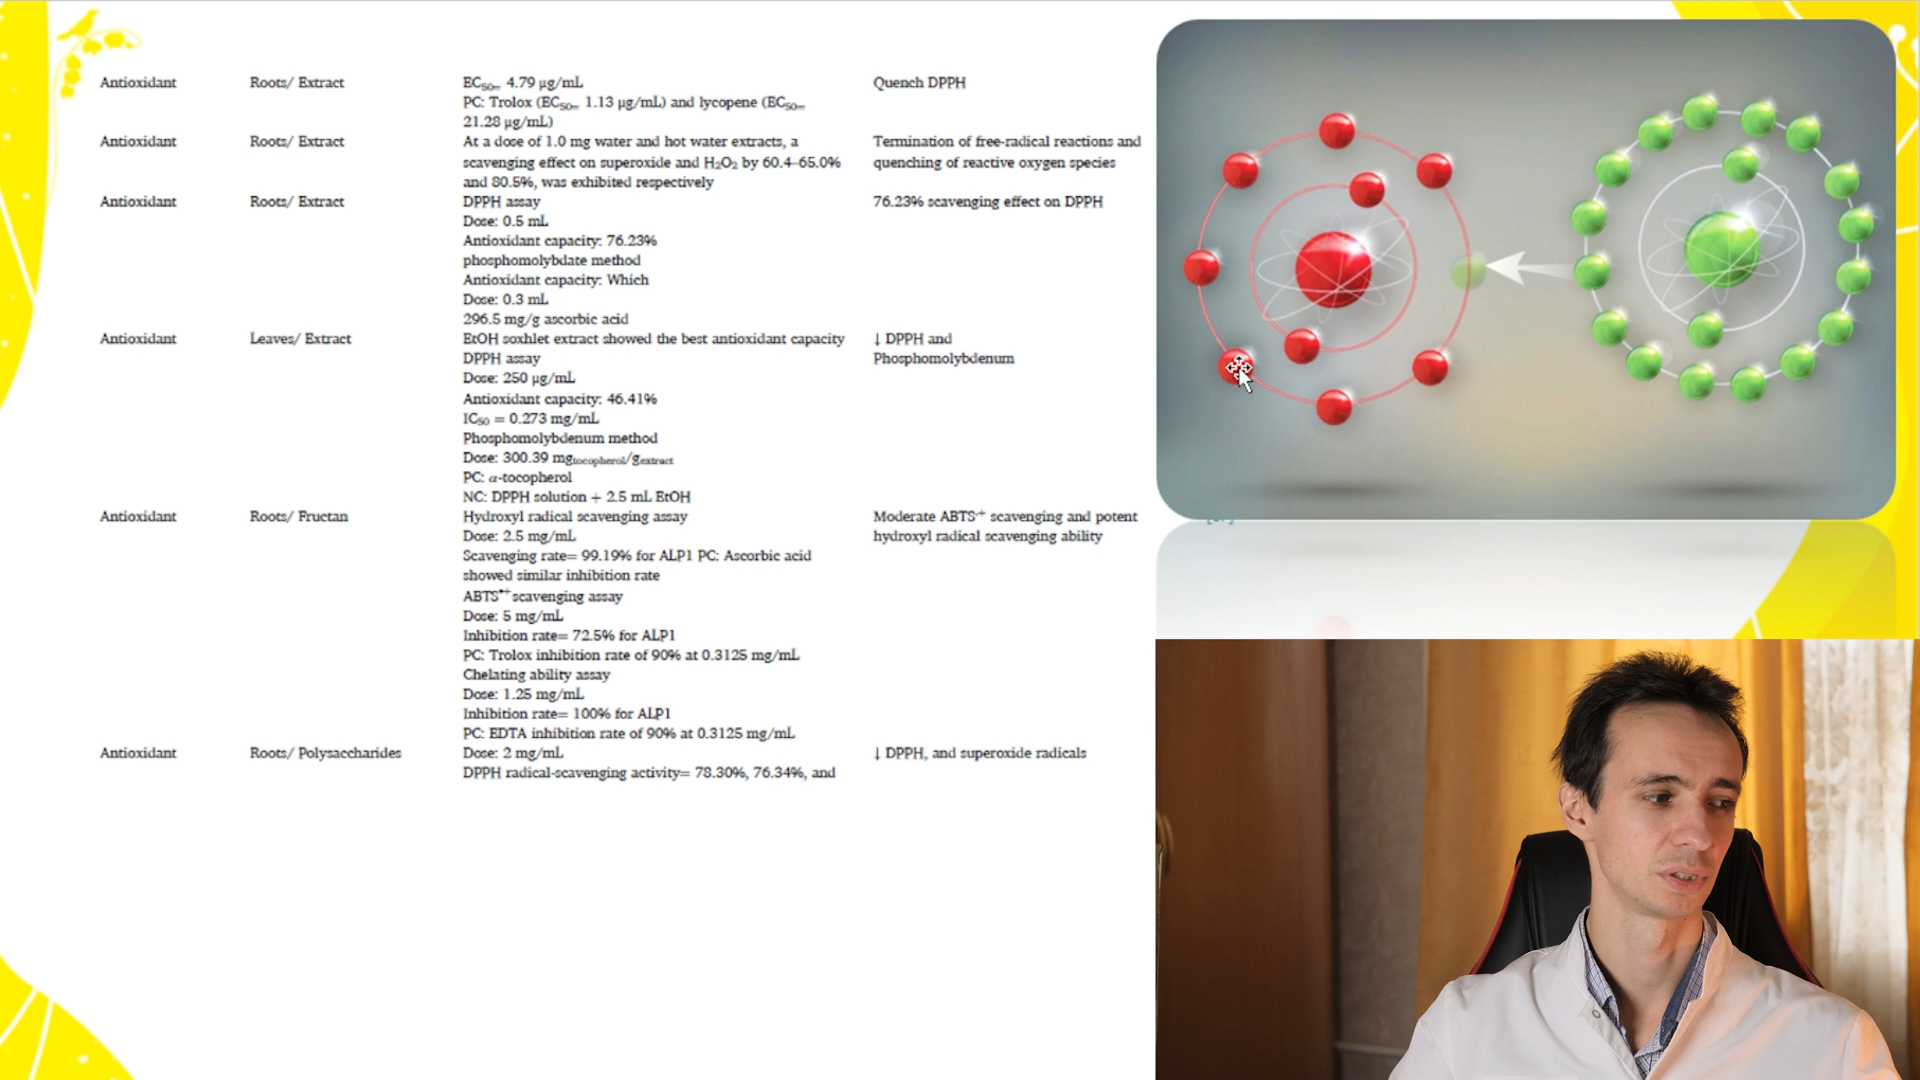 Antioxidant Roots/ Extract EC50= 4.79 μg/mL Quench DPPH
PC: Trolox (EC50= 1.13 μg/mL) and lycopene (EC50=
21.28 μg/mL)
Antioxidant Roots/ Extract At a dose of 1.0 mg water and hot water extracts, a Termination of free-radical reactions and
scavenging effect on superoxide and H2O2 by 60.4–65.0% quenching of reactive oxygen species
and 80.5%, was exhibited respectively
Antioxidant Roots/ Extract DPPH assay 76.23% scavenging effect on DPPH
Dose: 0.5 mL
Antioxidant capacity: 76.23%
phosphomolybdate method
Antioxidant capacity: Which
Dose: 0.3 mL
296.5 mg/g ascorbic acid
Antioxidant Leaves/ Extract EtOH soxhlet extract showed the best antioxidant capacity ↓ DPPH and
DPPH assay Phosphomolybdenum
Dose: 250 μg/mL
Antioxidant capacity: 46.41%
IC50 = 0.273 mg/mL
Phosphomolybdenum method
Dose: 300.39 mgtocopherol/gextract
PC: α-tocopherol
NC: DPPH solution + 2.5 mL EtOH
Antioxidant Roots/ Fructan Hydroxyl radical scavenging assay Moderate ABTS·+ scavenging and potent
Dose: 2.5 mg/mL hydroxyl radical scavenging ability
Scavenging rate= 99.19% for ALP1 PC: Ascorbic acid
showed similar inhibition rate
ABTS•+ scavenging assay
Dose: 5 mg/mL
Inhibition rate= 72.5% for ALP1
PC: Trolox inhibition rate of 90% at 0.3125 mg/mL
Chelating ability assay
Dose: 1.25 mg/mL
Inhibition rate= 100% for ALP1
PC: EDTA inhibition rate of 90% at 0.3125 mg/mL
Antioxidant Roots/ Polysaccharides Dose: 2 mg/mL ↓ DPPH, and superoxide radicals
DPPH radical-scavenging activity= 78.30%, 76.34%, and